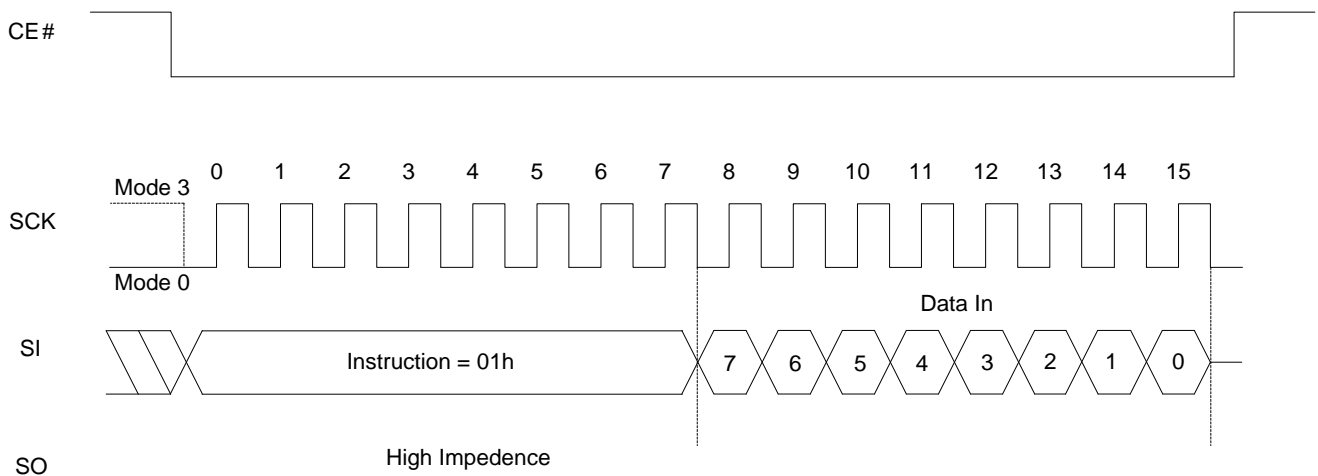 CE#
0 1 2 3 4 5 6 7 8 9 10 11 12 13 14 15
Mode 3
SCK
Mode 0
Data In
SI
Instruction = 01h
7 6 5 4 3 2 1 0
High Impedence
SO